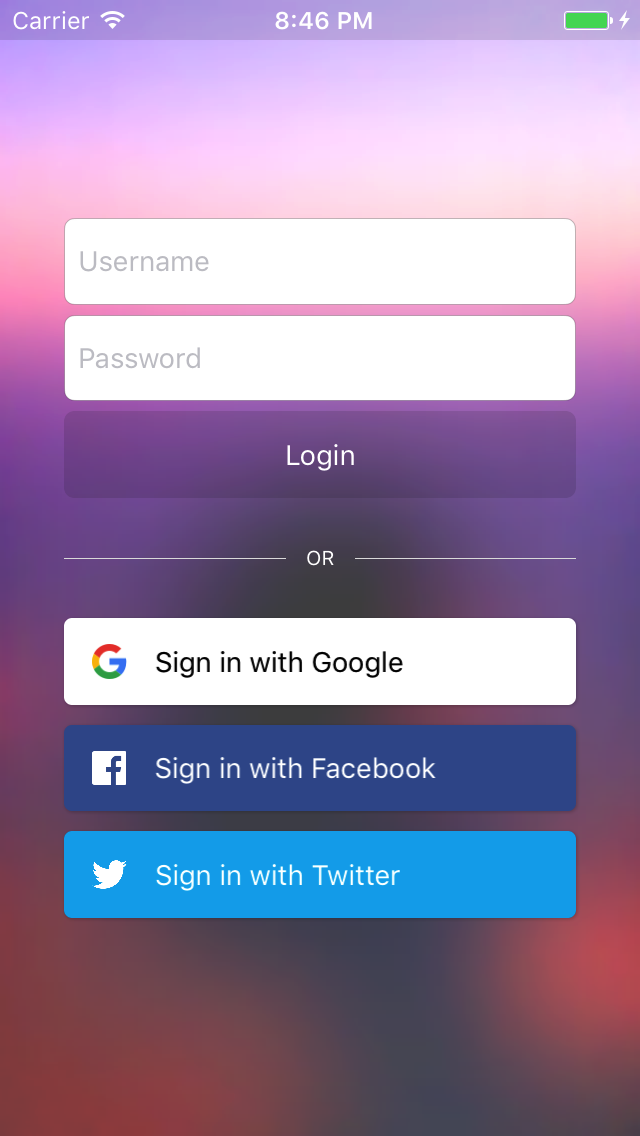 Carrier 8:46 PM
Username
Password
Login
OR
Sign in with Google
Sign in with Facebook
Sign in with Twitter